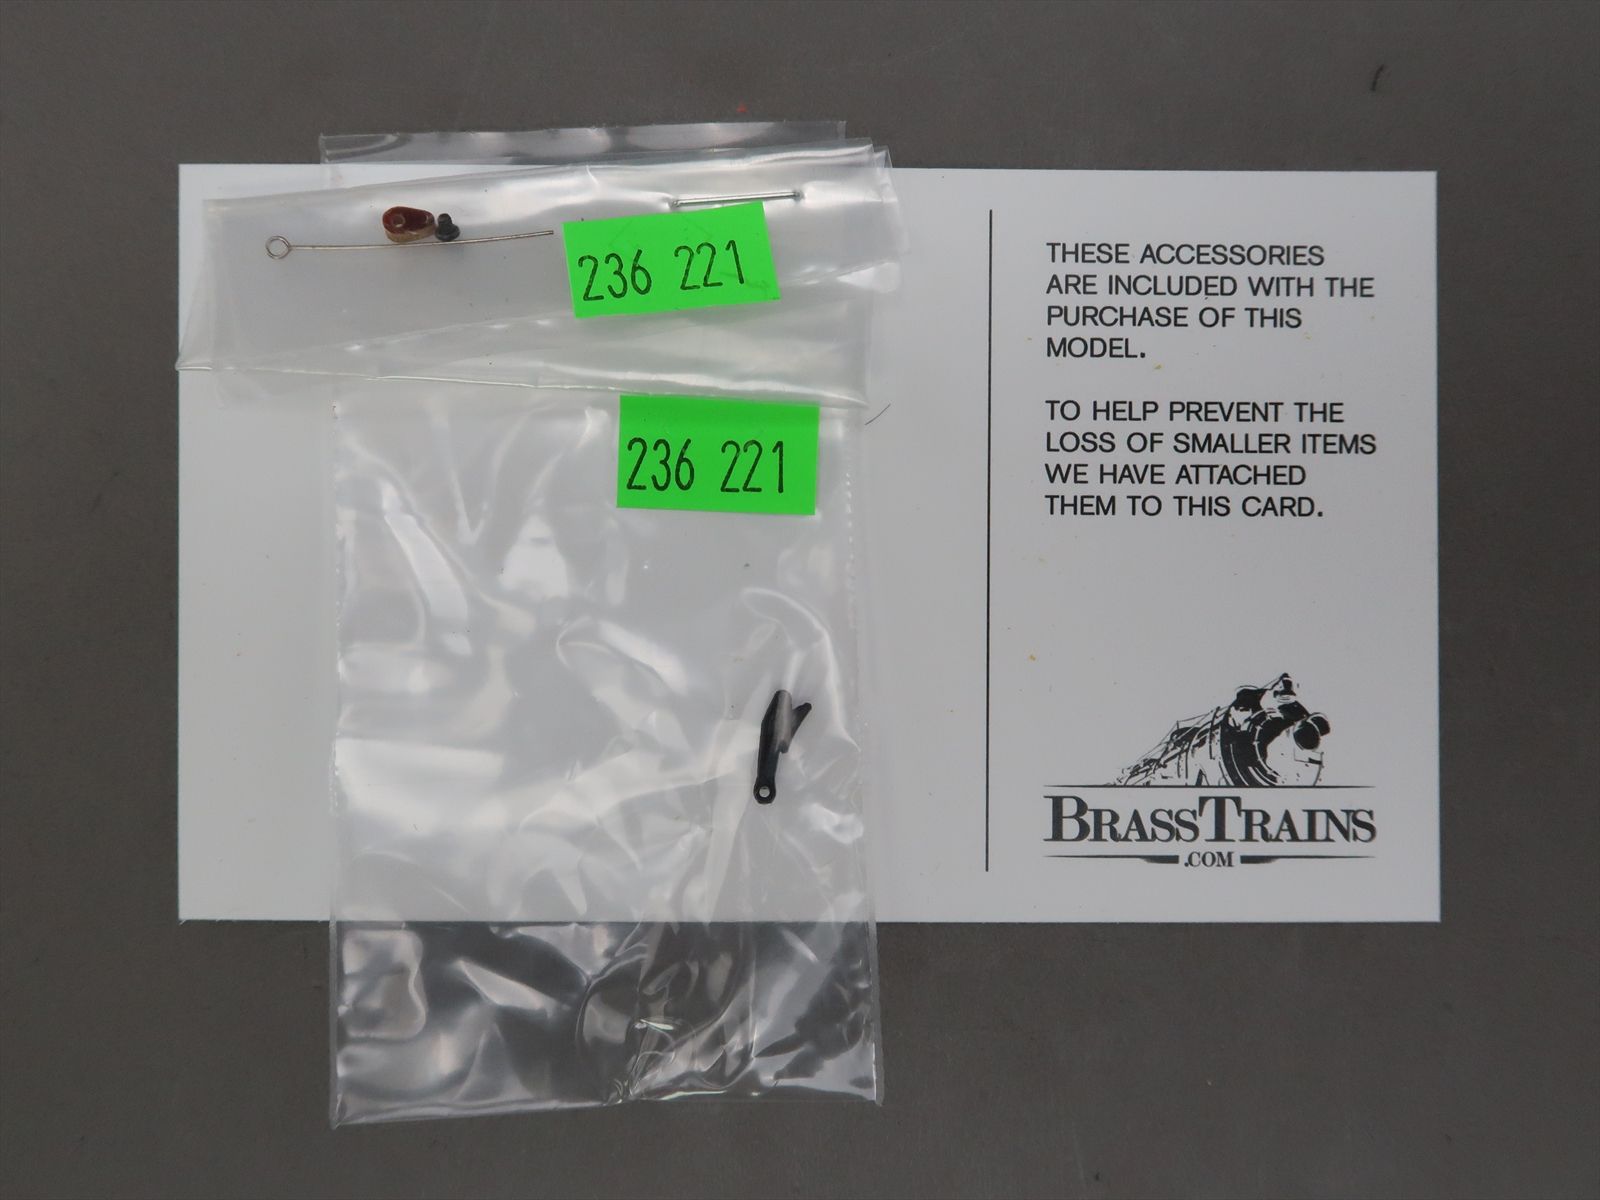 236 221
236 221
THESE ACCESSORIES
ARE INCLUDED WITH THE
PURCHASE OF THIS
MODEL.
TO HELP PREVENT THE
LOSS OF SMALLER ITEMS
WE HAVE ATTACHED
THEM TO THIS CARD.
BRASSTRAINS
.COM